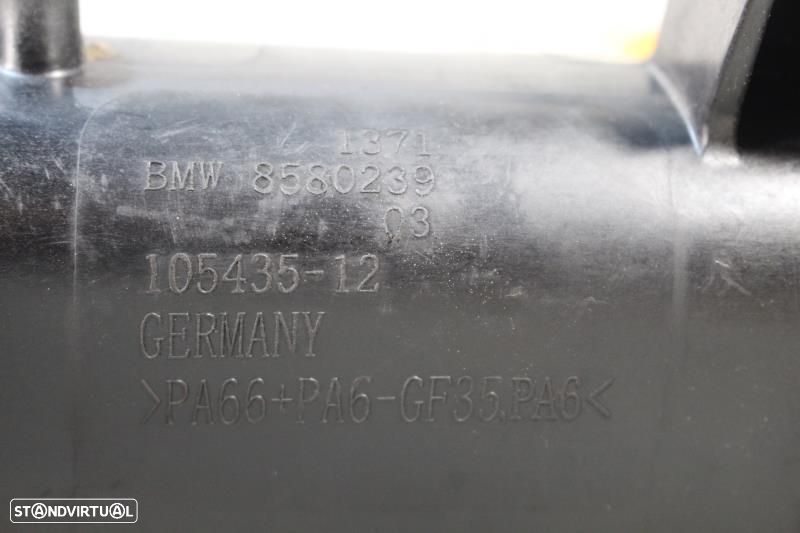 1371
BMW 8580239
03
105435-12
GERMANY
>PA66+PA6-GF35,PA6<
STANDVIRTUAL